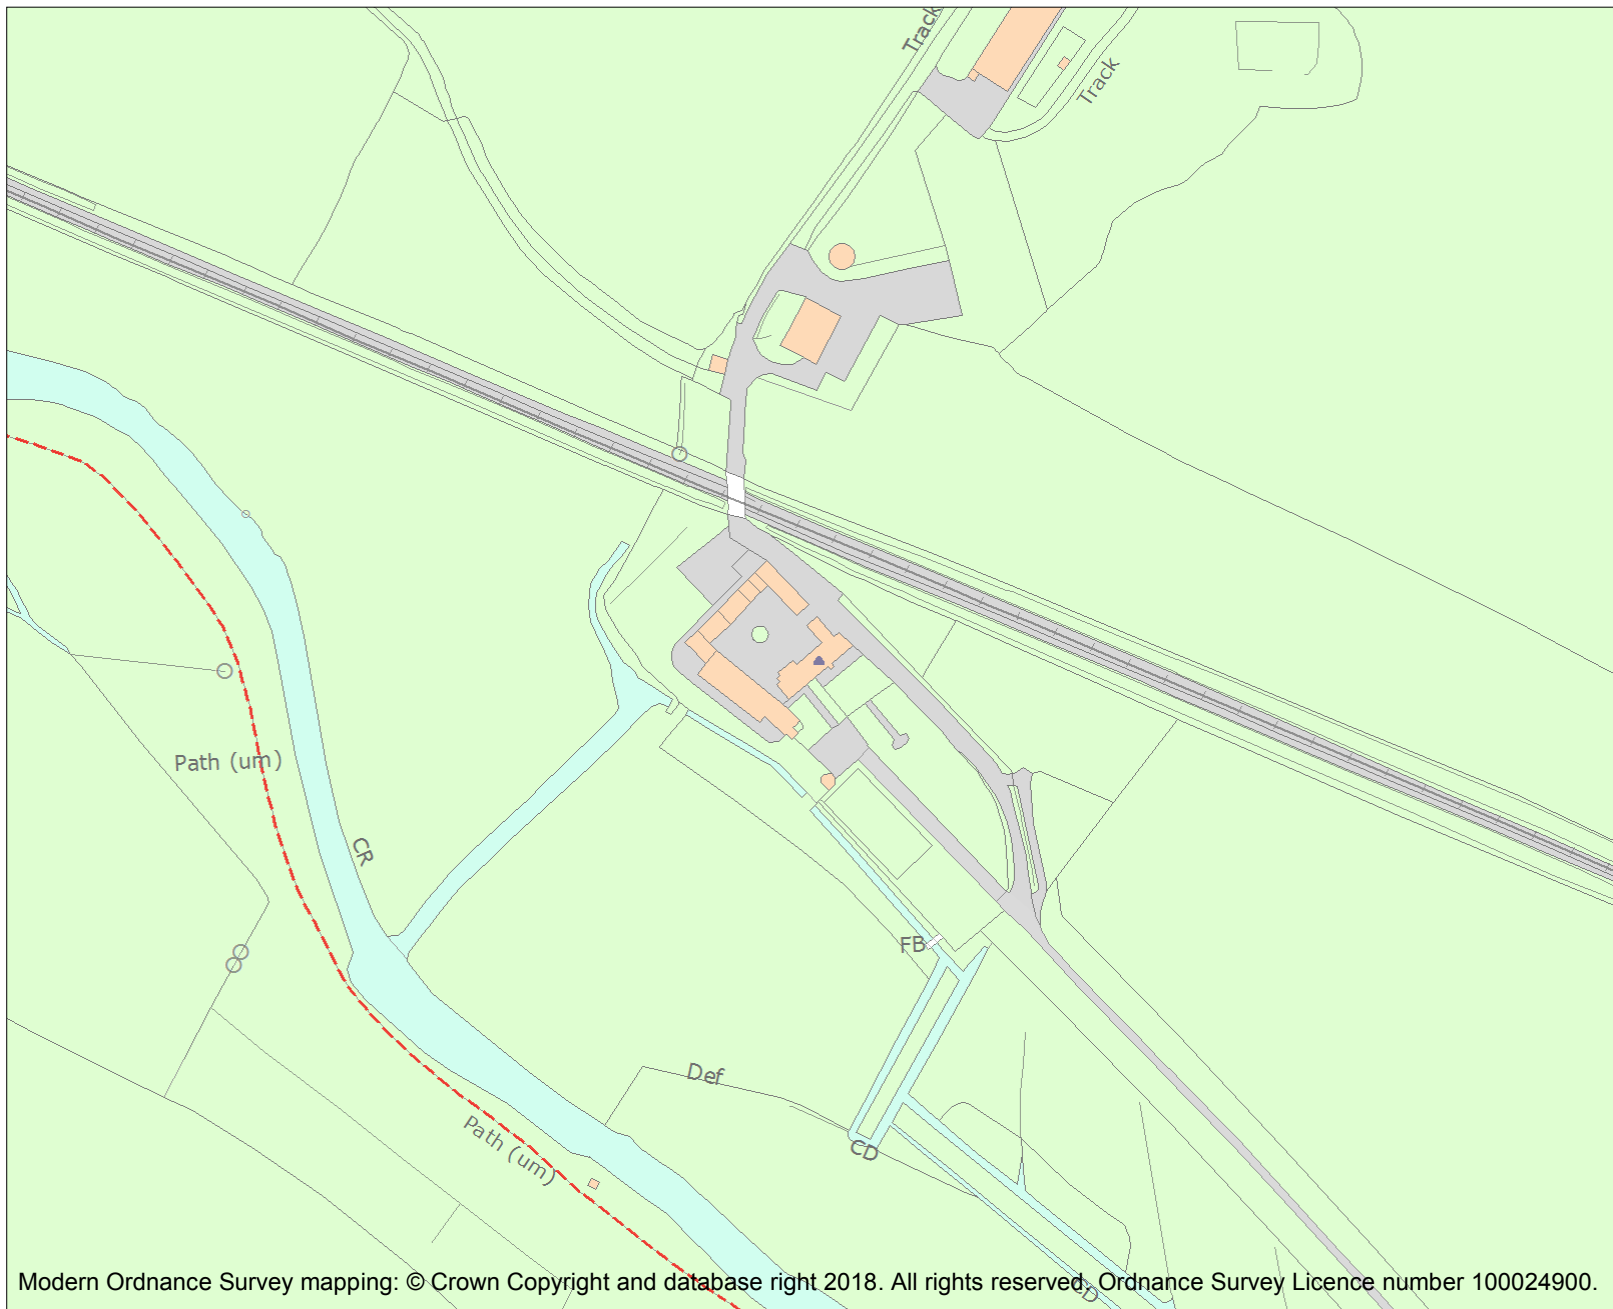 Track
Track
Path (um)
CR
FB
Def
CD
Path (um)
CD
Modern Ordnance Survey mapping: © Crown Copyright and database right 2018. All rights reserved. Ordnance Survey Licence number 100024900.